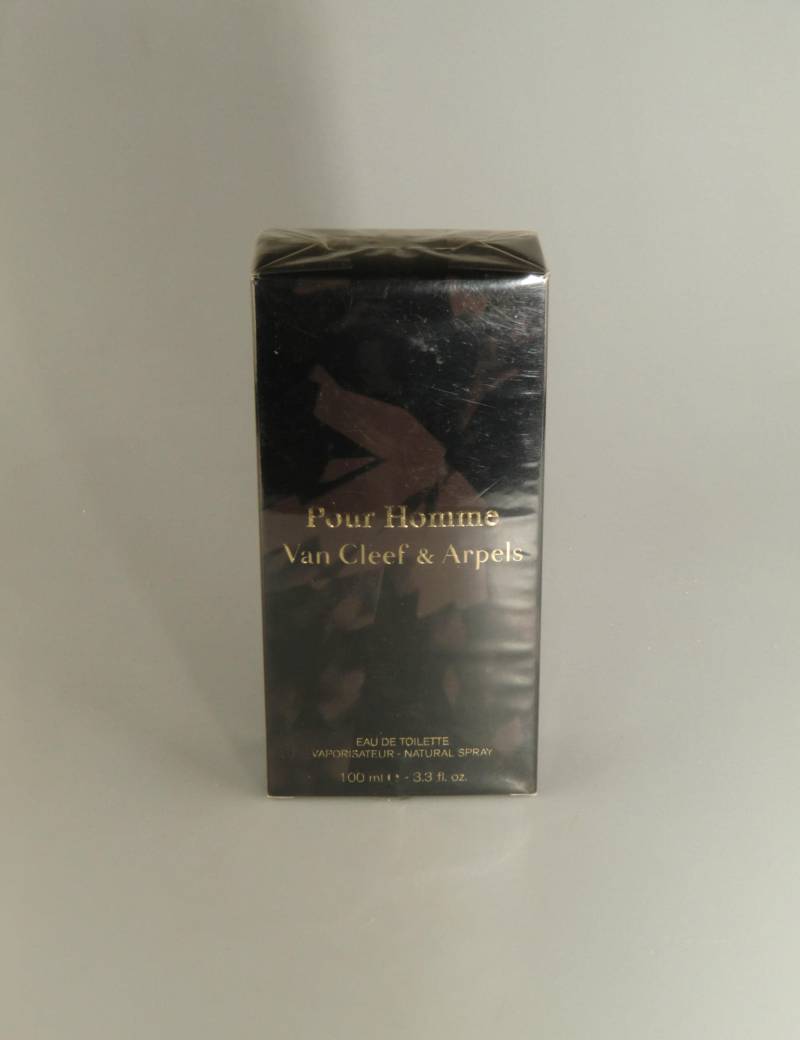 Pour Homme
Van Cleef & Arpels
EAU DE TOILETTE
VAPORISATEUR - NATURAL SPRAY
100 ml ℮ - 3.3 fl. oz.